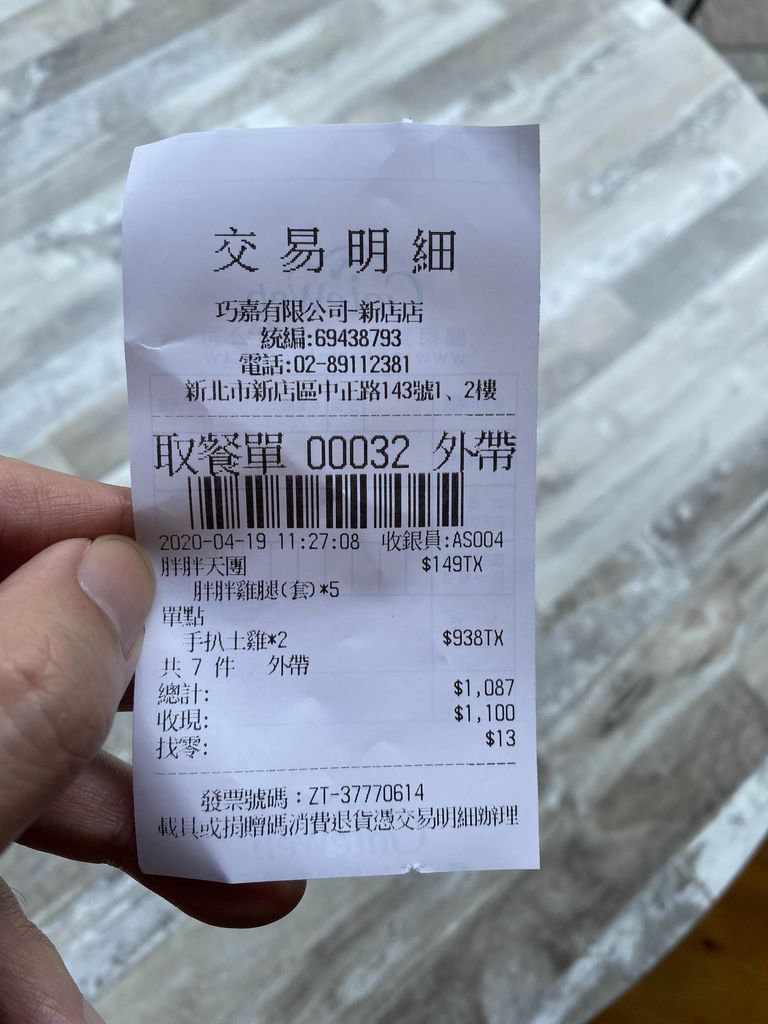 交易明細
巧嘉有限公司-新店店
統編:69438793
電話:02-89112381
新北市新店區中正路143號1、2樓
取餐單 00032 外帶
2020-04-19 11:27:08 收銀員:AS004
胖胖天團 $149TX
胖胖雞腿(套)*5
單點
手扒土雞*2 $938TX
共 7 件 外帶
總計: $1,087
收現: $1,100
找零: $13
發票號碼：ZT-37770614
載具或捐贈碼消費退貨憑交易明細辦理